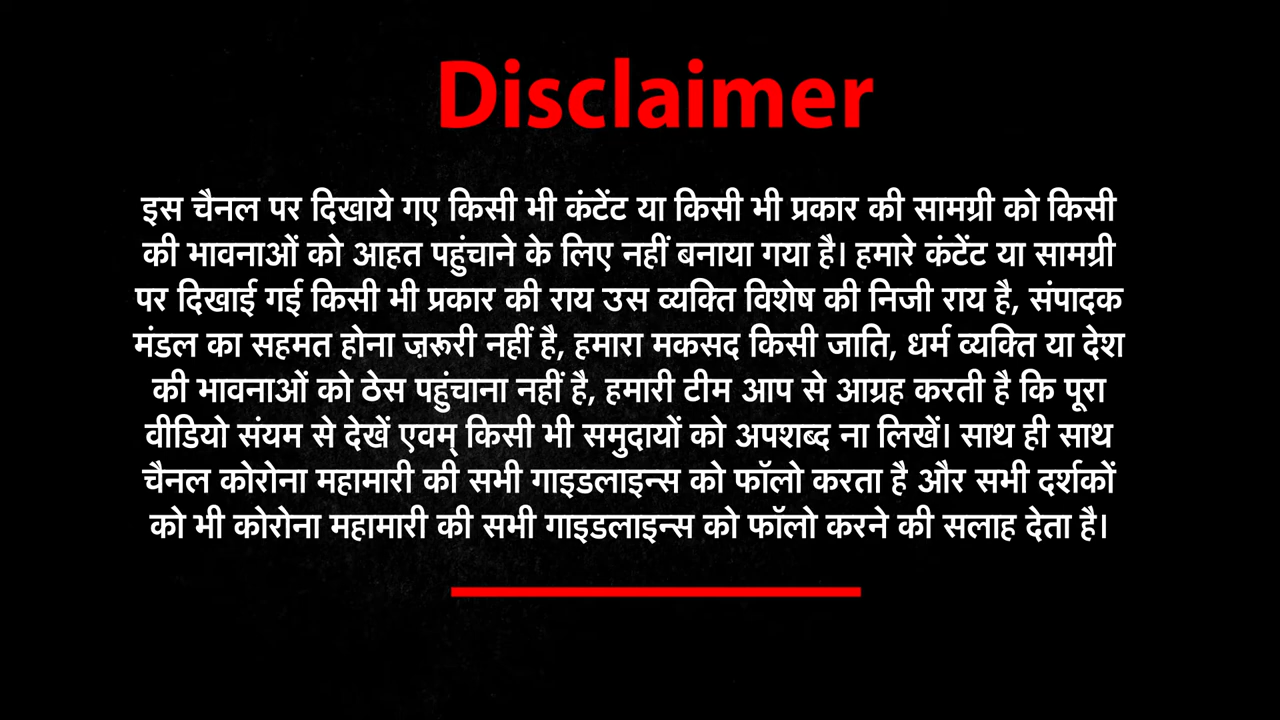 Disclaimer
इस चैनल पर दिखाये गए किसी भी कंटेंट या किसी भी प्रकार की सामग्री को किसी
की भावनाओं को आहत पहुंचाने के लिए नहीं बनाया गया है। हमारे कंटेंट या सामग्री
पर दिखाई गई किसी भी प्रकार की राय उस व्यक्ति विशेष की निजी राय है, संपादक
मंडल का सहमत होना ज़रूरी नहीं है, हमारा मकसद किसी जाति, धर्म व्यक्ति या देश
की भावनाओं को ठेस पहुंचाना नहीं है, हमारी टीम आप से आग्रह करती है कि पूरा
वीडियो संयम से देखें एवम् किसी भी समुदायों को अपशब्द ना लिखें। साथ ही साथ
चैनल कोरोना महामारी की सभी गाइडलाइन्स को फॉलो करता है और सभी दर्शकों
को भी कोरोना महामारी की सभी गाइडलाइन्स को फॉलो करने की सलाह देता है।